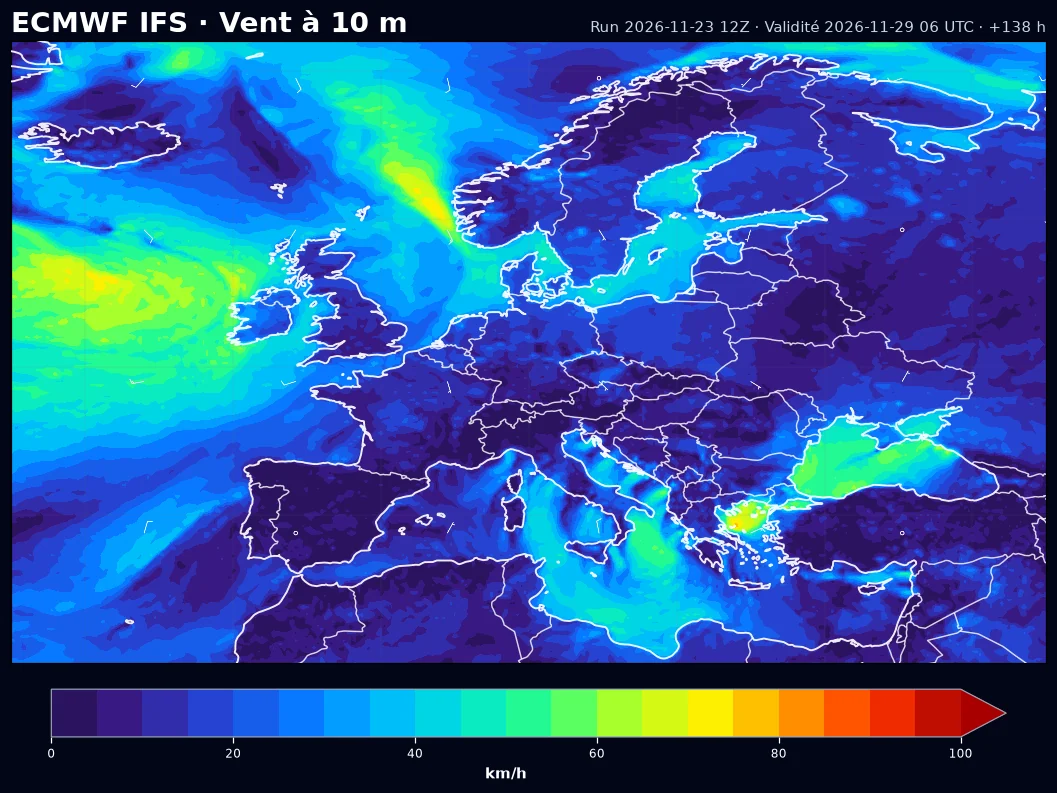 ECMWF IFS · Vent à 10 m
Run 2026-11-23 12Z · Validité 2026-11-29 06 UTC · +138 h
0 20 40 60 80 100
km/h